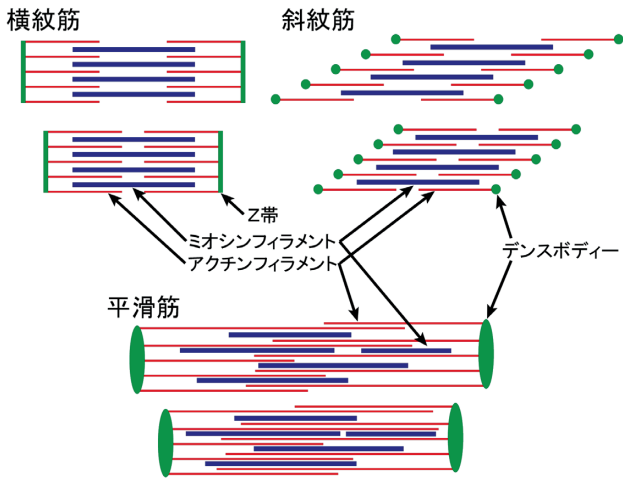 横紋筋
斜紋筋
Z帯
ミオシンフィラメント
アクチンフィラメント
デンスボディー
平滑筋